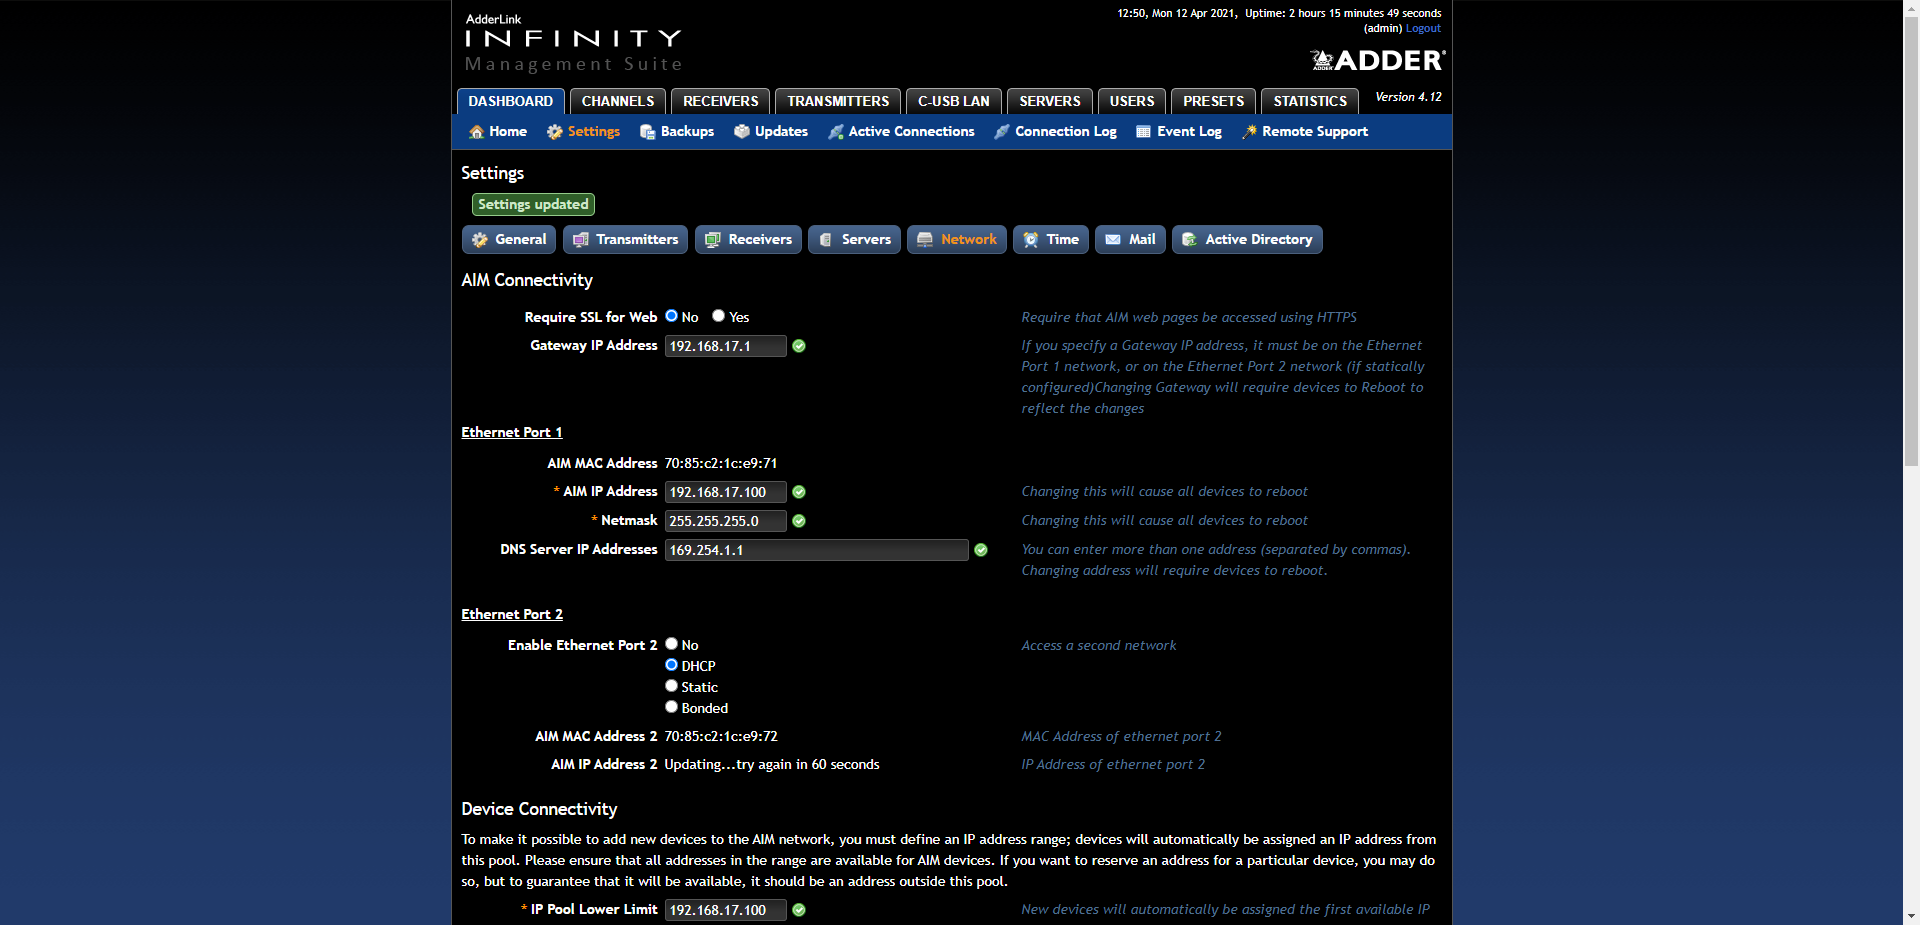 AdderLink
INFINITY
Management Suite
12:50, Mon 12 Apr 2021, Uptime: 2 hours 15 minutes 49 seconds
(admin) Logout
ADDER ADDER®
DASHBOARD CHANNELS RECEIVERS TRANSMITTERS C-USB LAN SERVERS USERS PRESETS STATISTICS Version 4.12
Home Settings Backups Updates Active Connections Connection Log Event Log Remote Support
Settings
Settings updated
General Transmitters Receivers Servers Network Time Mail Active Directory
AIM Connectivity
Require SSL for Web No Yes Require that AIM web pages be accessed using HTTPS
Gateway IP Address 192.168.17.1 If you specify a Gateway IP address, it must be on the Ethernet
Port 1 network, or on the Ethernet Port 2 network (if statically
configured)Changing Gateway will require devices to Reboot to
reflect the changes
Ethernet Port 1
AIM MAC Address 70:85:c2:1c:e9:71
* AIM IP Address 192.168.17.100 Changing this will cause all devices to reboot
* Netmask 255.255.255.0 Changing this will cause all devices to reboot
DNS Server IP Addresses 169.254.1.1 You can enter more than one address (separated by commas).
Changing address will require devices to reboot.
Ethernet Port 2
Enable Ethernet Port 2 No Access a second network
DHCP
Static
Bonded
AIM MAC Address 2 70:85:c2:1c:e9:72 MAC Address of ethernet port 2
AIM IP Address 2 Updating...try again in 60 seconds IP Address of ethernet port 2
Device Connectivity
To make it possible to add new devices to the AIM network, you must define an IP address range; devices will automatically be assigned an IP address from
this pool. Please ensure that all addresses in the range are available for AIM devices. If you want to reserve an address for a particular device, you may do
so, but to guarantee that it will be available, it should be an address outside this pool.
* IP Pool Lower Limit 192.168.17.100 New devices will automatically be assigned the first available IP